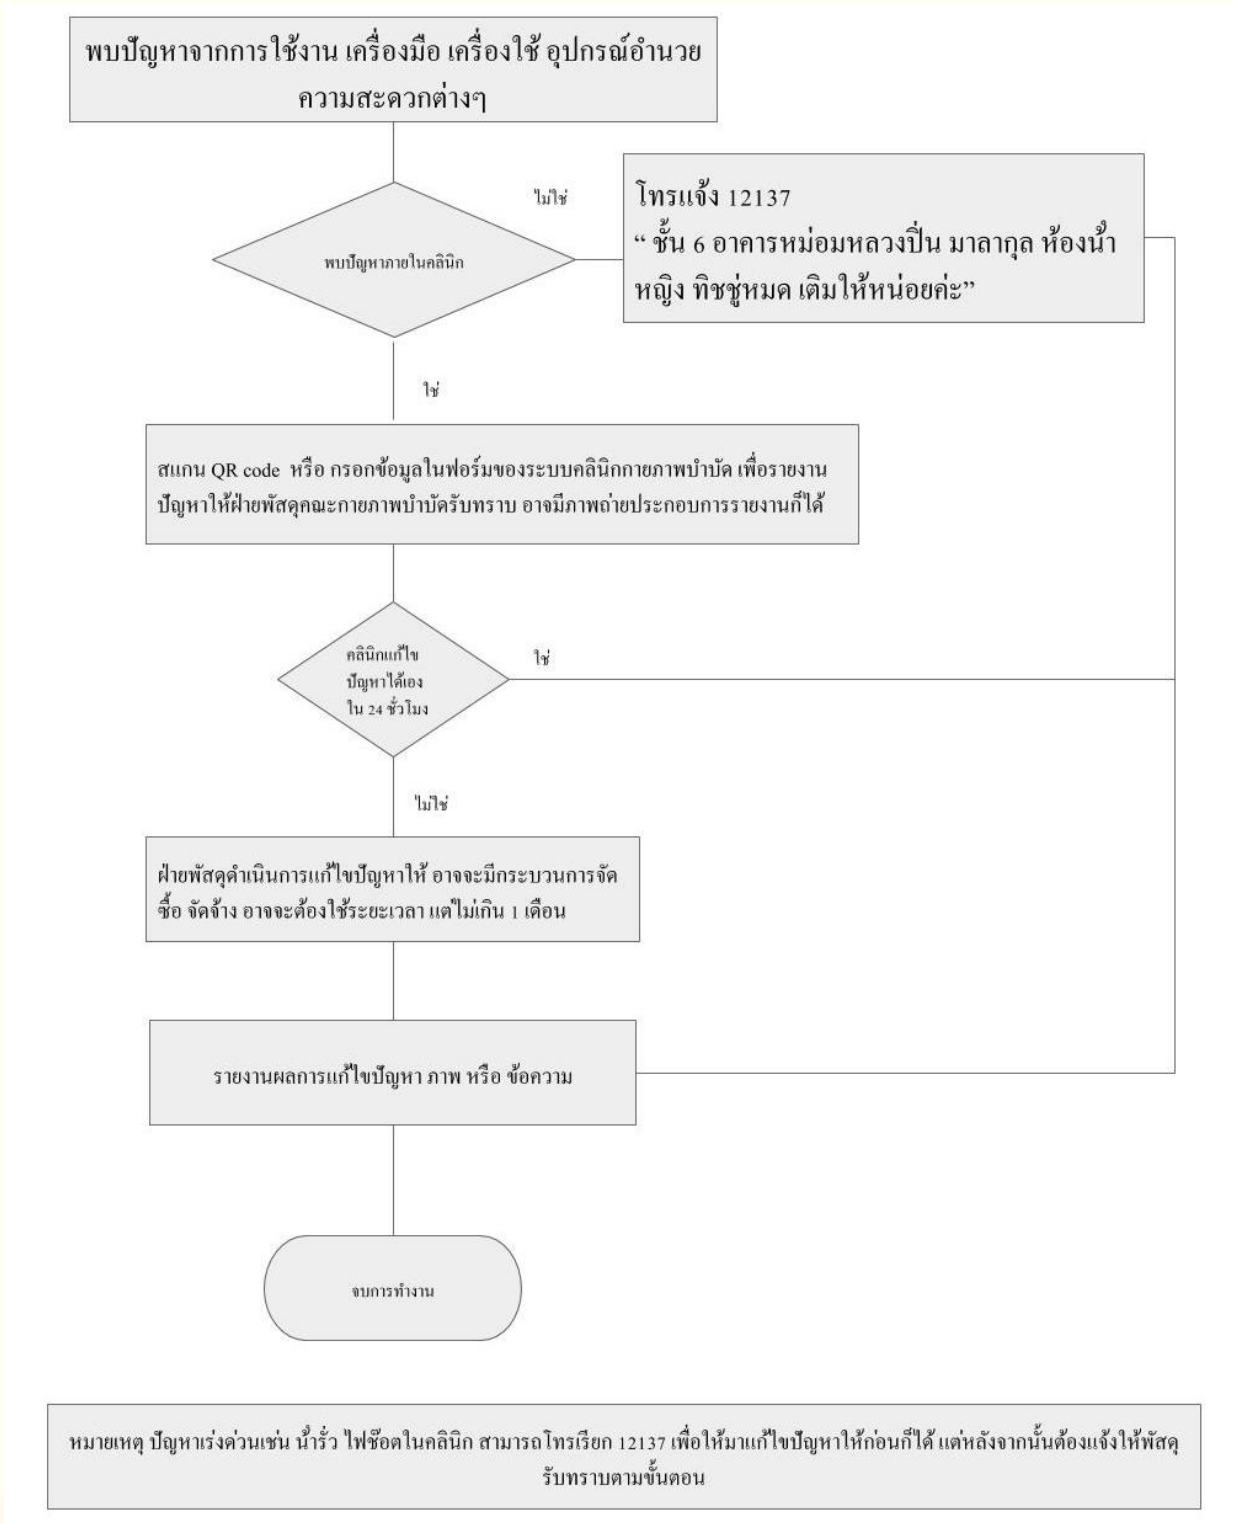 พบปัญหาจากการใช้งาน เครื่องมือ เครื่องใช้ อุปกรณ์อำนวย
ความสะดวกต่างๆ
ไม่ใช่
โทรแจ้ง 12137
“ ชั้น 6 อาคารหม่อมหลวงปิ่น มาลากุล ห้องน้ำ
หญิง ทิชชู่หมด เติมให้หน่อยค่ะ”
พบปัญหาภายในคลินิก
ใช่
สแกน QR code หรือ กรอกข้อมูลในฟอร์มของระบบคลินิกกายภาพบำบัด เพื่อรายงาน
ปัญหาให้ฝ่ายพัสดุคณะกายภาพบำบัดรับทราบ อาจมีภาพถ่ายประกอบการรายงานก็ได้
คลินิกแก้ไข
ปัญหาได้เอง
ใน 24 ชั่วโมง
ใช่
ไม่ใช่
ฝ่ายพัสดุดำเนินการแก้ไขปัญหาให้ อาจจะมีกระบวนการจัด
ซื้อ จัดจ้าง อาจจะต้องใช้ระยะเวลา แต่ไม่เกิน 1 เดือน
รายงานผลการแก้ไขปัญหา ภาพ หรือ ข้อความ
จบการทำงาน
หมายเหตุ ปัญหาเร่งด่วนเช่น น้ำรั่ว ไฟช๊อตในคลินิก สามารถโทรเรียก 12137 เพื่อให้มาแก้ไขปัญหาให้ก่อนก็ได้ แต่หลังจากนั้นต้องแจ้งให้พัสดุ
รับทราบตามขั้นตอน